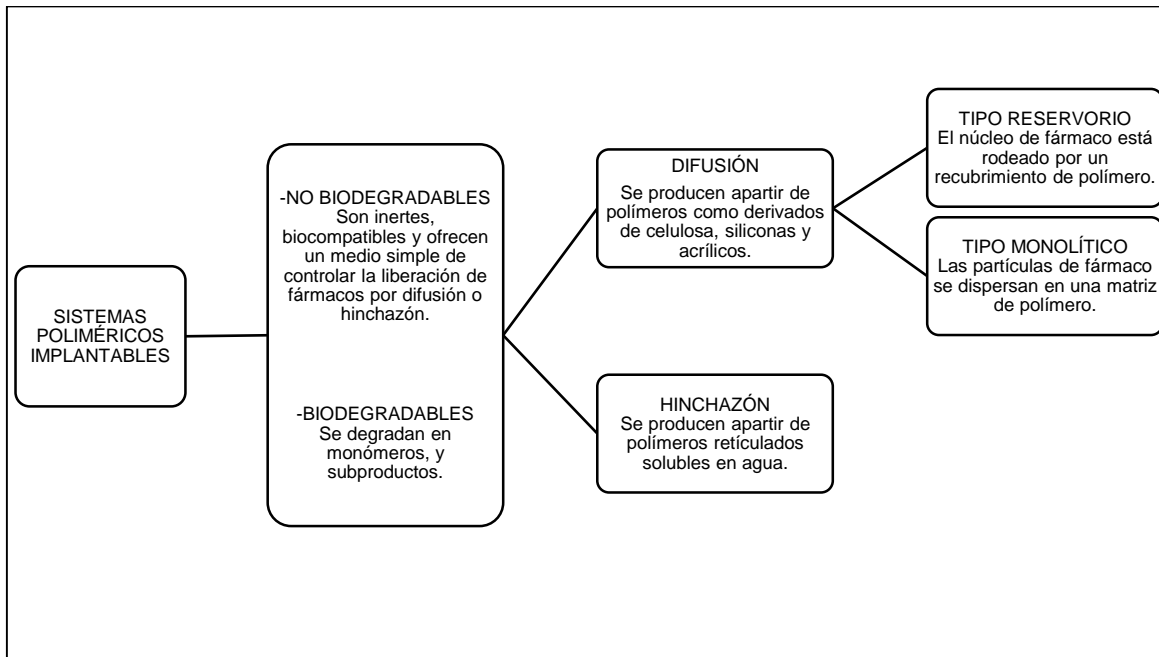 SISTEMAS
POLIMÉRICOS
IMPLANTABLES
-NO BIODEGRADABLES
Son inertes,
biocompatibles y ofrecen
un medio simple de
controlar la liberación de
fármacos por difusión o
hinchazón.
-BIODEGRADABLES
Se degradan en
monómeros, y
subproductos.
DIFUSIÓN
Se producen apartir de
polímeros como derivados
de celulosa, siliconas y
acrílicos.
TIPO RESERVORIO
El núcleo de fármaco está
rodeado por un
recubrimiento de polímero.
TIPO MONOLÍTICO
Las partículas de fármaco
se dispersan en una matriz
de polímero.
HINCHAZÓN
Se producen apartir de
polímeros retículados
solubles en agua.